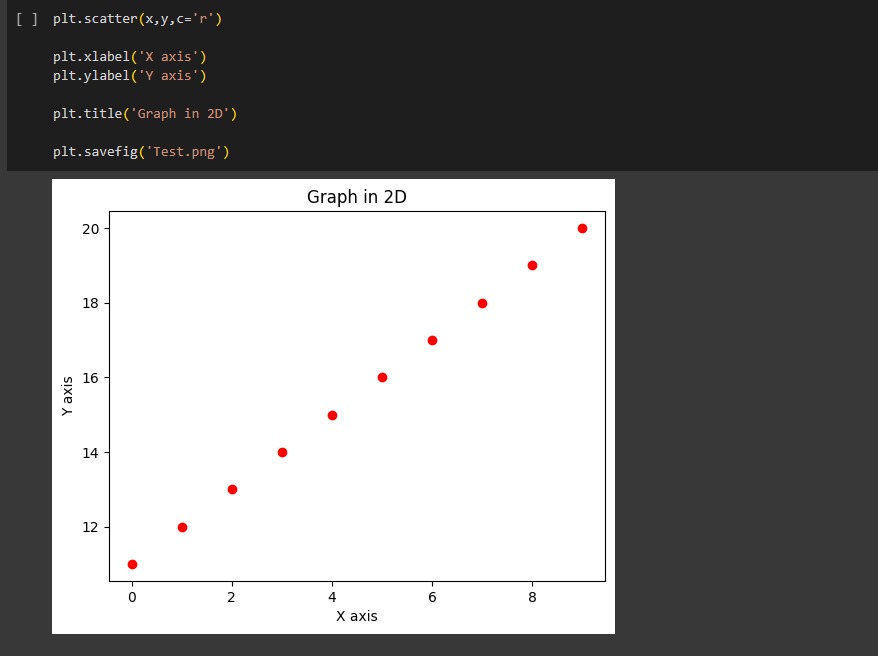 [ ] plt.scatter(x,y,c='r')
plt.xlabel('X axis')
plt.ylabel('Y axis')
plt.title('Graph in 2D')
plt.savefig('Test.png')
Graph in 2D
20
18
16
14
12
Y axis
0 2 4 6 8
X axis